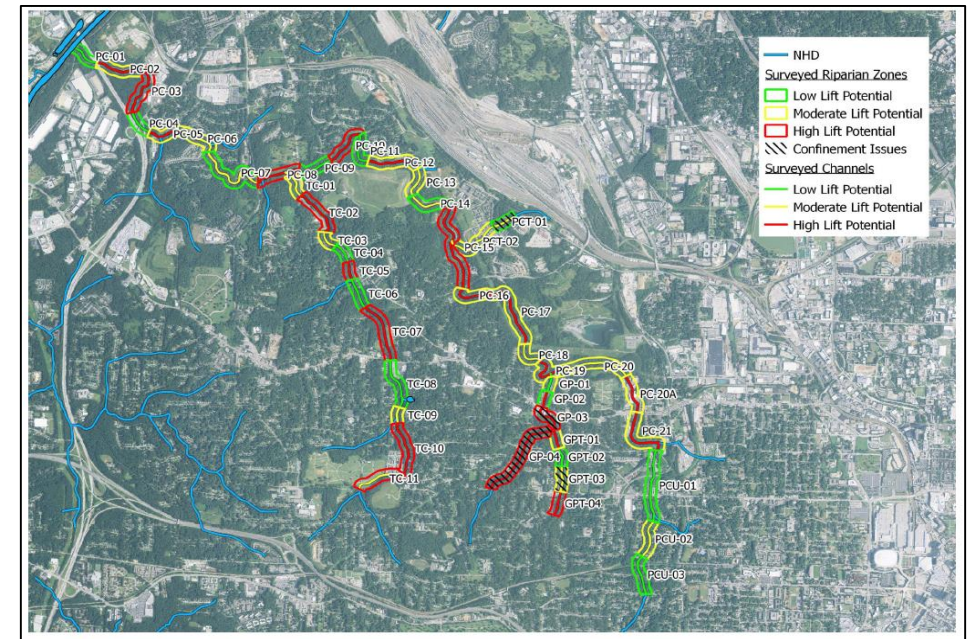 NHD
Surveyed Riparian Zones
Low Lift Potential
Moderate Lift Potential
High Lift Potential
Confinement Issues
Surveyed Channels
Low Lift Potential
Moderate Lift Potential
High Lift Potential
PC-01
PC-02
PC-03
PC-04
PC-05
PC-06
PC-07
PC-08
PC-09
PC-10
PC-11
PC-12
PC-13
PC-14
PC-15
PCT-01
PCT-02
PC-16
PC-17
PC-18
PC-19
PC-20
PC-20A
PC-21
TC-01
TC-02
TC-03
TC-04
TC-05
TC-06
TC-07
TC-08
TC-09
TC-10
TC-11
GP-01
GP-02
GP-03
GP-04
GPT-01
GPT-02
GPT-03
GPT-04
PCU-01
PCU-02
PCU-03